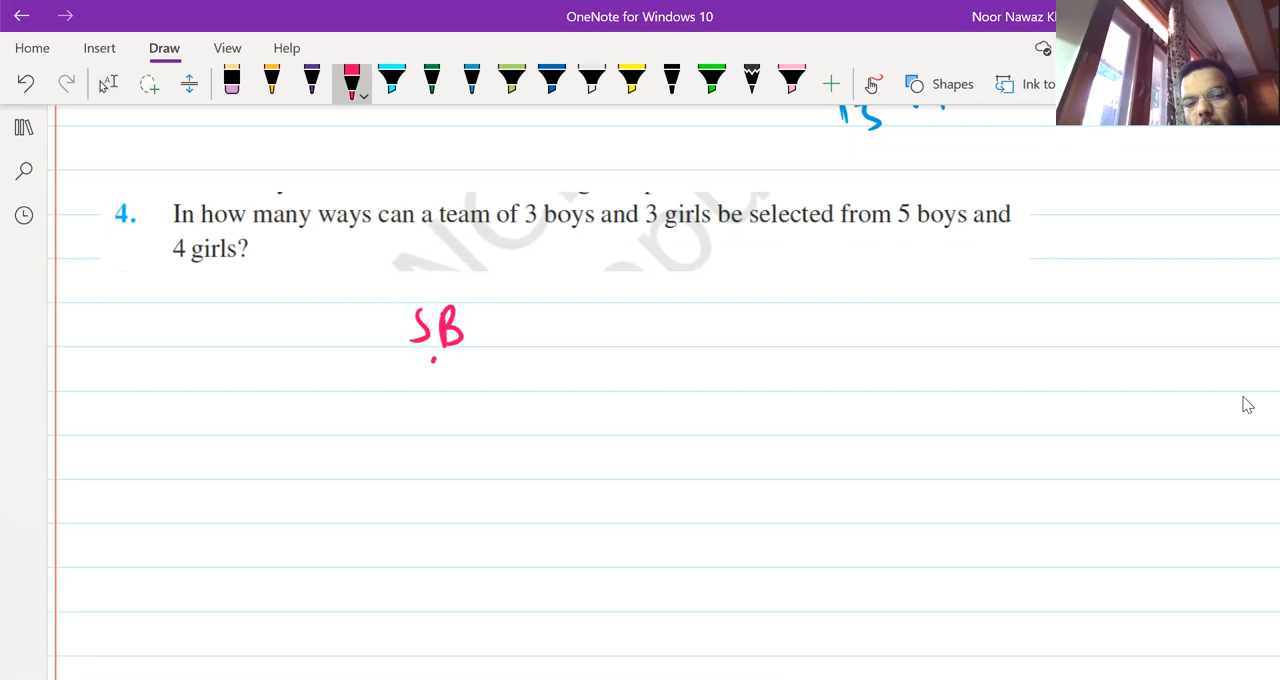 OneNote for Windows 10
Noor Nawaz Kh
Home Insert Draw View Help
Shapes
Ink to
4. In how many ways can a team of 3 boys and 3 girls be selected from 5 boys and
4 girls?
5B